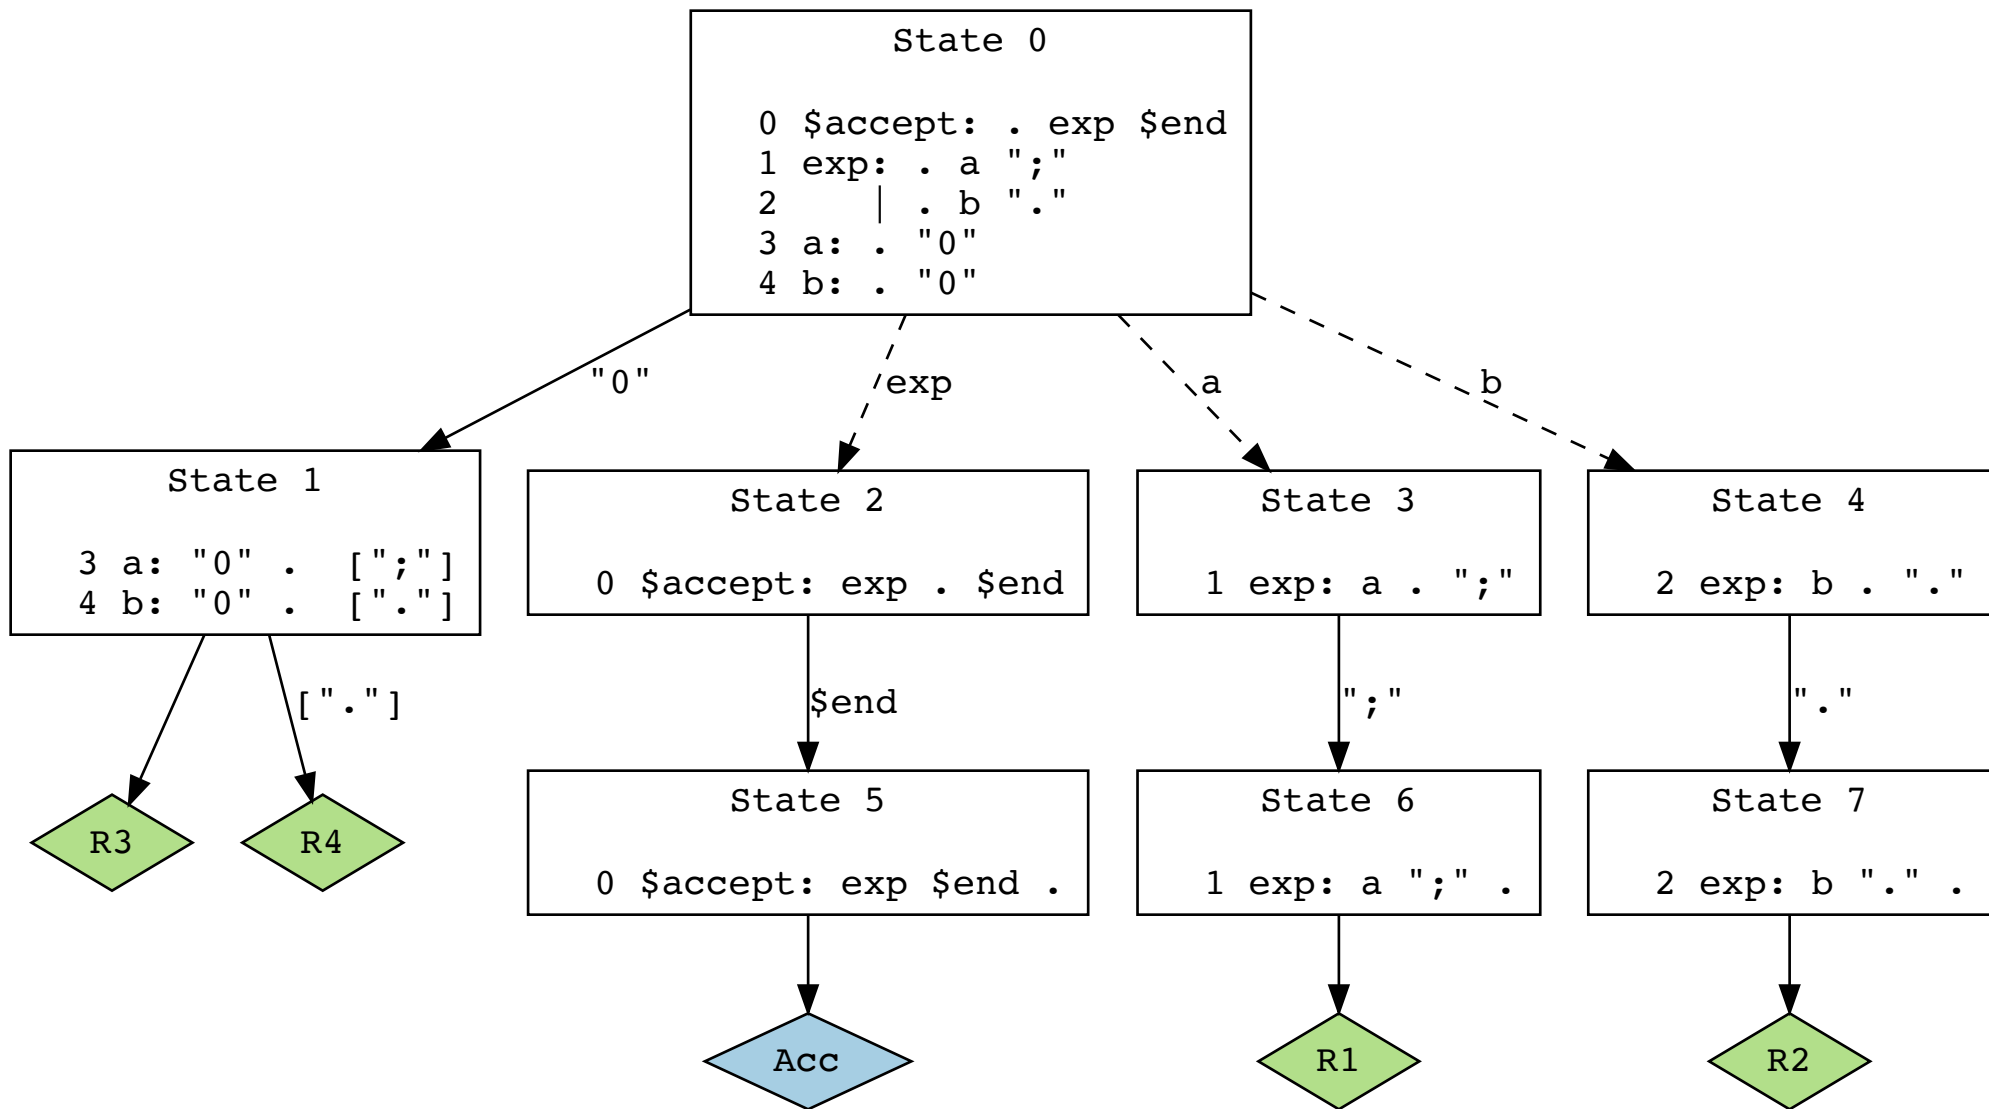 State 0
0 $accept: . exp $end
1 exp: . a ";"
2    | . b "."
3 a: . "0"
4 b: . "0"
"0"
exp
a
b
State 1
3 a: "0" .  [";"]
4 b: "0" .  ["."]
State 2
0 $accept: exp . $end
State 3
1 exp: a . ";"
State 4
2 exp: b . "."
["."]
$end
";"
"."
R3
R4
State 5
0 $accept: exp $end .
State 6
1 exp: a ";" .
State 7
2 exp: b "." .
Acc
R1
R2